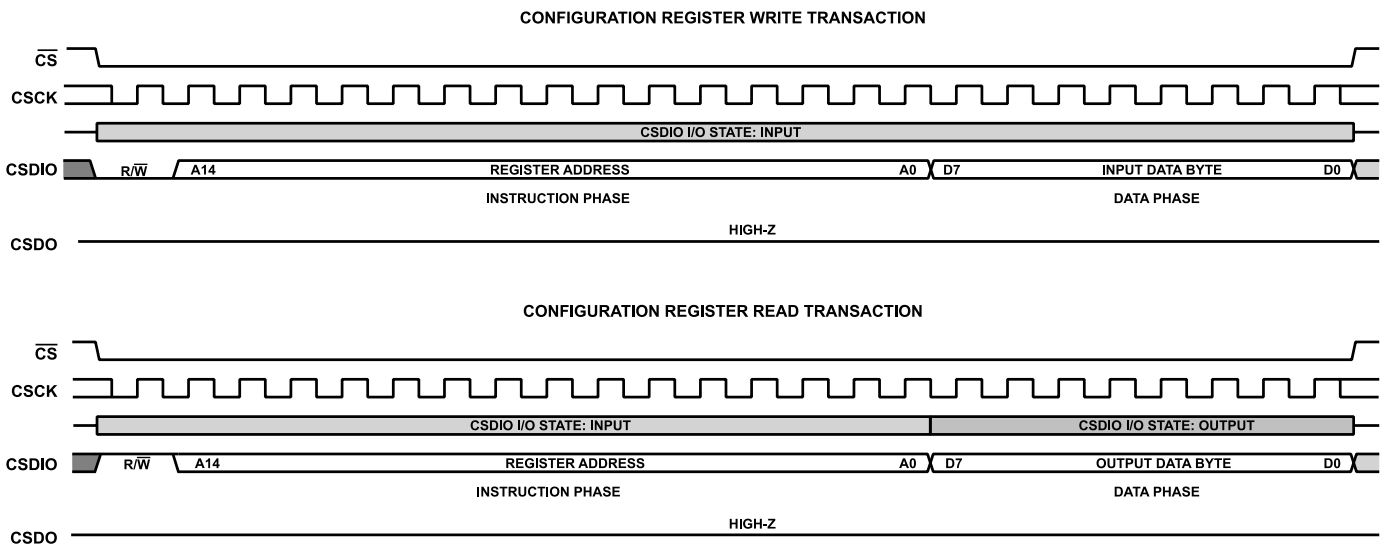 CONFIGURATION REGISTER WRITE TRANSACTION
CS
CSCK
CSDIO I/O STATE: INPUT
CSDIO R/W A14 REGISTER ADDRESS A0 D7 INPUT DATA BYTE D0
INSTRUCTION PHASE DATA PHASE
HIGH-Z
CSDO
CONFIGURATION REGISTER READ TRANSACTION
CS
CSCK
CSDIO I/O STATE: INPUT CSDIO I/O STATE: OUTPUT
CSDIO R/W A14 REGISTER ADDRESS A0 D7 OUTPUT DATA BYTE D0
INSTRUCTION PHASE DATA PHASE
HIGH-Z
CSDO